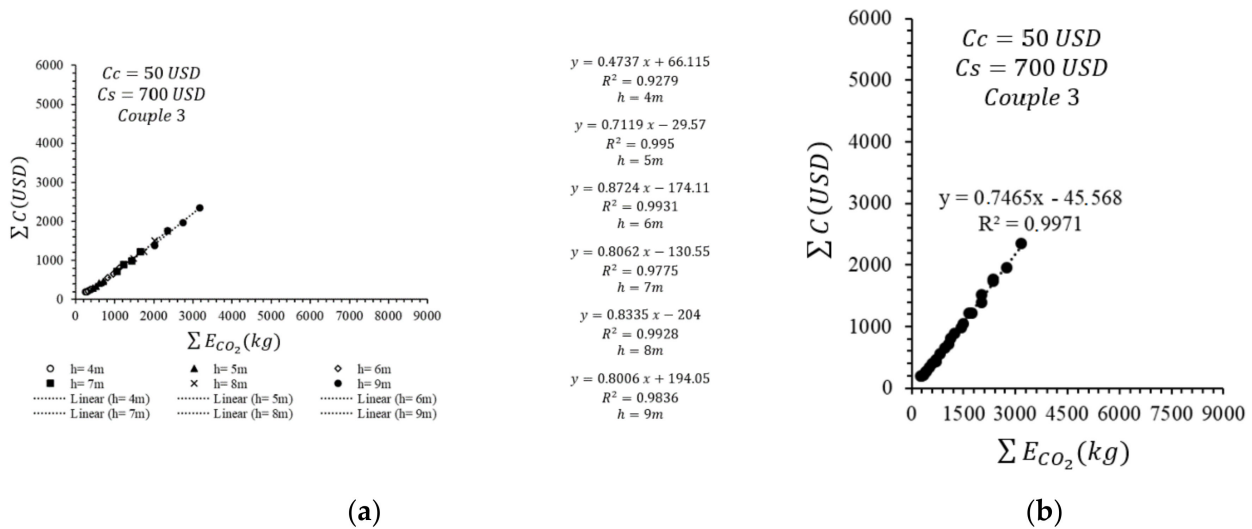 6000
5000
4000
3000
2000
1000
0
∑ C(USD)
Cc = 50 USD
Cs = 700 USD
Couple 3
0 1000 2000 3000 4000 5000 6000 7000 8000 9000
∑ E_{CO_2}(kg)
h= 4m h= 5m h= 6m
h= 7m h= 8m h= 9m
Linear (h= 4m) Linear (h= 5m) Linear (h= 6m)
Linear (h= 7m) Linear (h= 8m) Linear (h= 9m)
y = 0.4737 x + 66.115
R² = 0.9279
h = 4m
y = 0.7119 x − 29.57
R² = 0.995
h = 5m
y = 0.8724 x − 174.11
R² = 0.9931
h = 6m
y = 0.8062 x − 130.55
R² = 0.9775
h = 7m
y = 0.8335 x − 204
R² = 0.9928
h = 8m
y = 0.8006 x + 194.05
R² = 0.9836
h = 9m
(a)
6000
5000
4000
3000
2000
1000
0
∑ C(USD)
Cc = 50 USD
Cs = 700 USD
Couple 3
y = 0.7465x - 45.568
R² = 0.9971
0 1500 3000 4500 6000 7500 9000
∑ E_{CO_2}(kg)
(b)